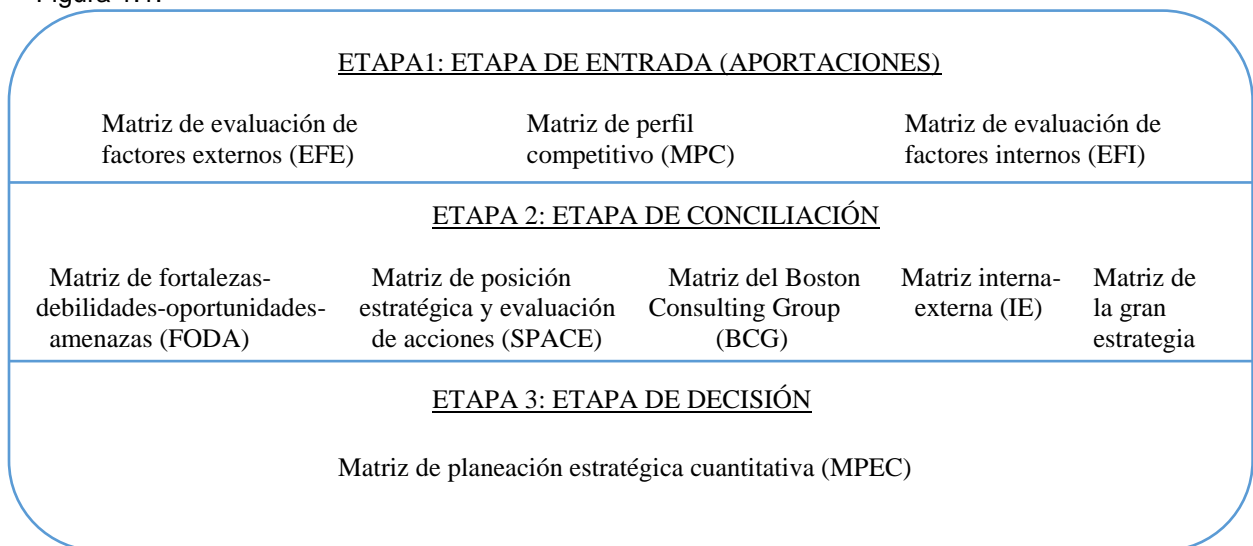 ETAPA1: ETAPA DE ENTRADA (APORTACIONES)
Matriz de evaluación de
factores externos (EFE)
Matriz de perfil
competitivo (MPC)
Matriz de evaluación de
factores internos (EFI)
ETAPA 2: ETAPA DE CONCILIACIÓN
Matriz de fortalezas-
debilidades-oportunidades-
amenazas (FODA)
Matriz de posición
estratégica y evaluación
de acciones (SPACE)
Matriz del Boston
Consulting Group
(BCG)
Matriz interna-
externa (IE)
Matriz de
la gran
estrategia
ETAPA 3: ETAPA DE DECISIÓN
Matriz de planeación estratégica cuantitativa (MPEC)